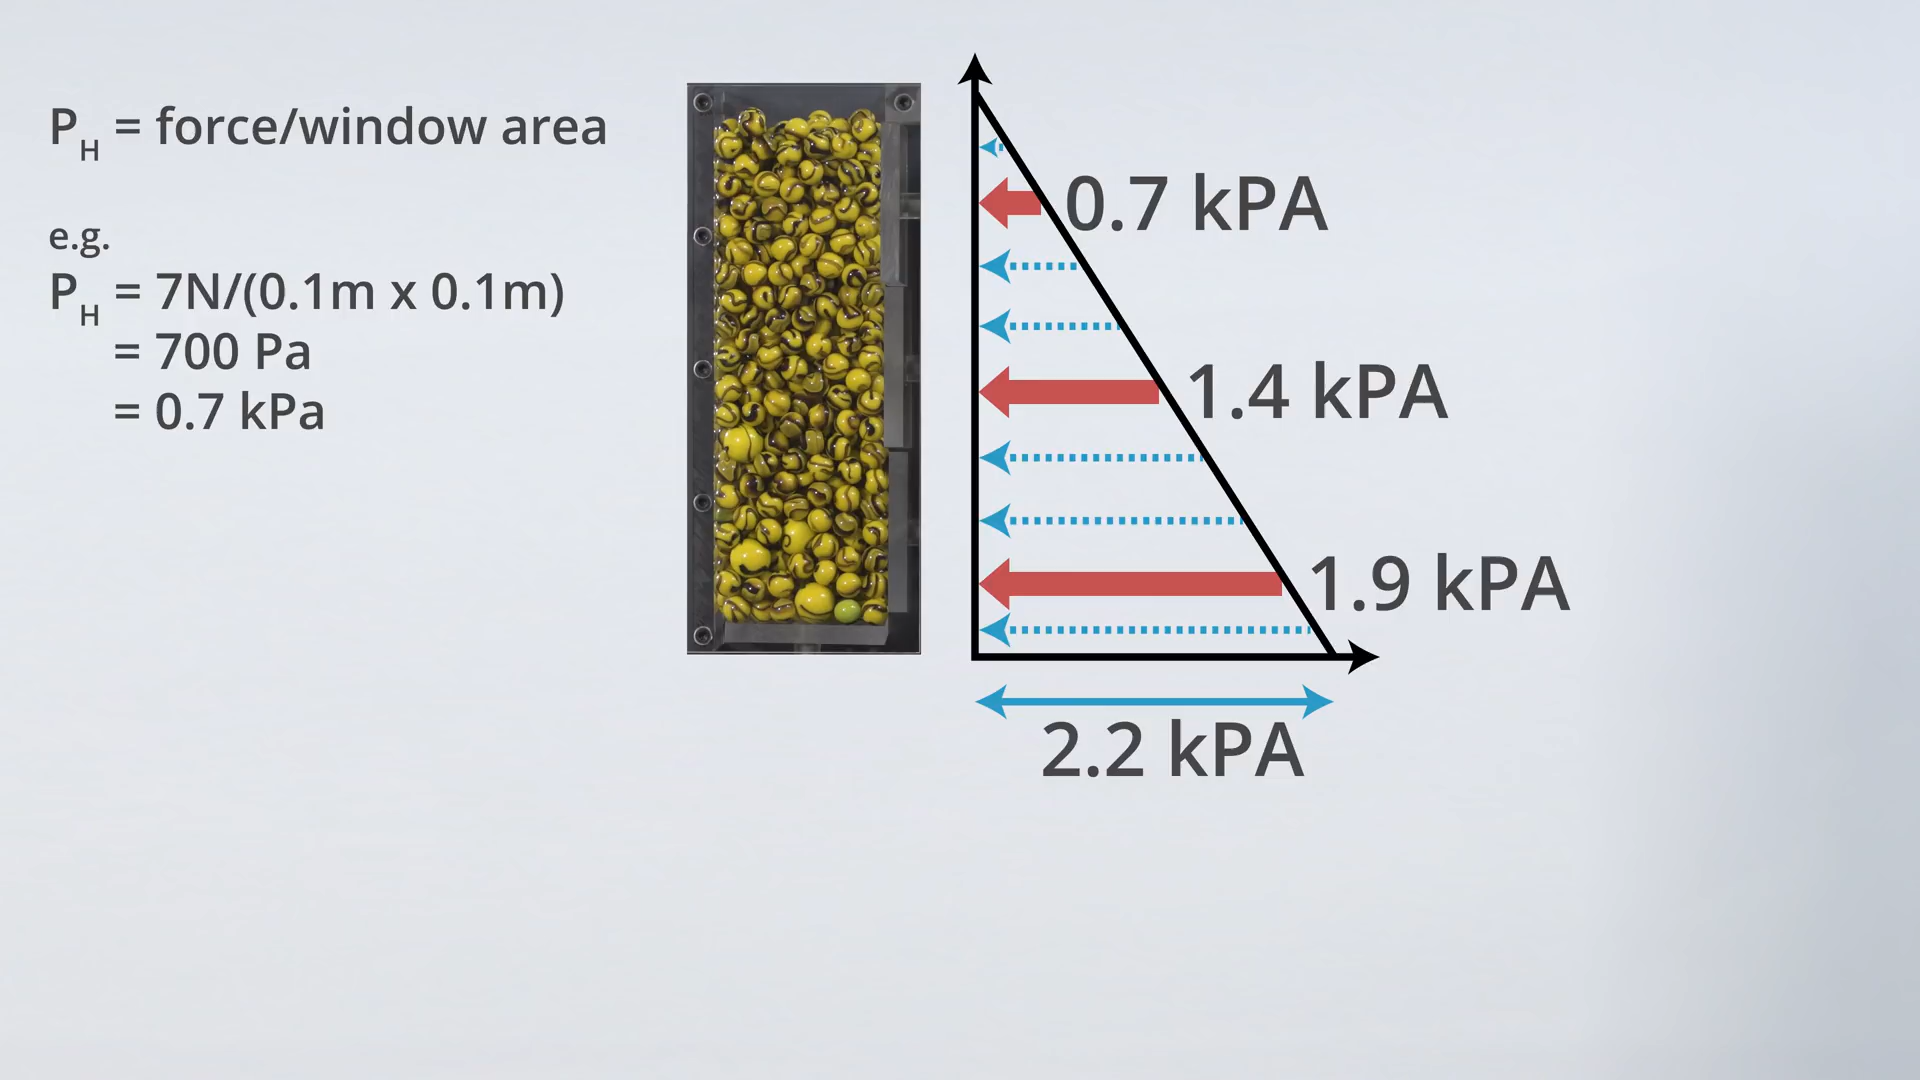 P_H = force/window area
e.g.
P_H = 7N/(0.1m x 0.1m)
= 700 Pa
= 0.7 kPa
0.7 kPA
1.4 kPA
1.9 kPA
2.2 kPA